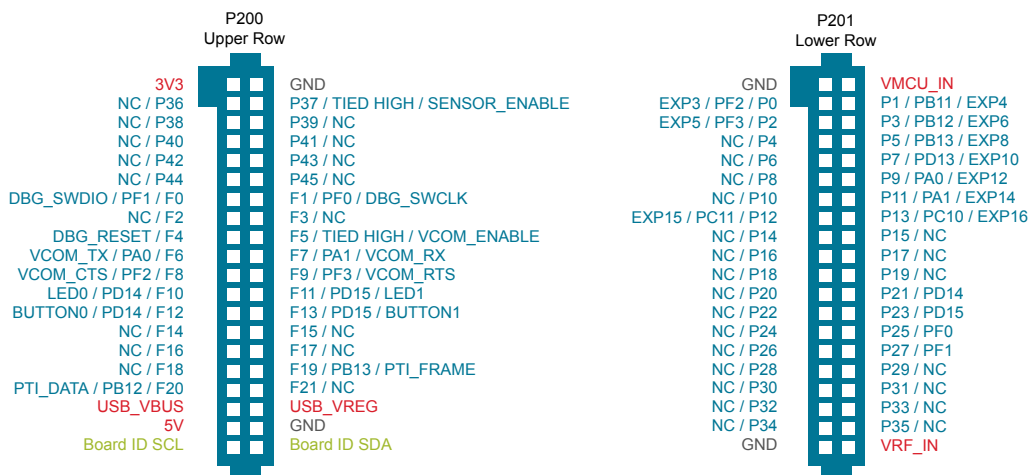 P200
Upper Row
3V3 GND
NC / P36 P37 / TIED HIGH / SENSOR_ENABLE
NC / P38 P39 / NC
NC / P40 P41 / NC
NC / P42 P43 / NC
NC / P44 P45 / NC
DBG_SWDIO / PF1 / F0 F1 / PF0 / DBG_SWCLK
NC / F2 F3 / NC
DBG_RESET / F4 F5 / TIED HIGH / VCOM_ENABLE
VCOM_TX / PA0 / F6 F7 / PA1 / VCOM_RX
VCOM_CTS / PF2 / F8 F9 / PF3 / VCOM_RTS
LED0 / PD14 / F10 F11 / PD15 / LED1
BUTTON0 / PD14 / F12 F13 / PD15 / BUTTON1
NC / F14 F15 / NC
NC / F16 F17 / NC
NC / F18 F19 / PB13 / PTI_FRAME
PTI_DATA / PB12 / F20 F21 / NC
USB_VBUS USB_VREG
5V GND
Board ID SCL Board ID SDA
P201
Lower Row
GND VMCU_IN
EXP3 / PF2 / P0 P1 / PB11 / EXP4
EXP5 / PF3 / P2 P3 / PB12 / EXP6
NC / P4 P5 / PB13 / EXP8
NC / P6 P7 / PD13 / EXP10
NC / P8 P9 / PA0 / EXP12
NC / P10 P11 / PA1 / EXP14
EXP15 / PC11 / P12 P13 / PC10 / EXP16
NC / P14 P15 / NC
NC / P16 P17 / NC
NC / P18 P19 / NC
NC / P20 P21 / PD14
NC / P22 P23 / PD15
NC / P24 P25 / PF0
NC / P26 P27 / PF1
NC / P28 P29 / NC
NC / P30 P31 / NC
NC / P32 P33 / NC
NC / P34 P35 / NC
GND VRF_IN